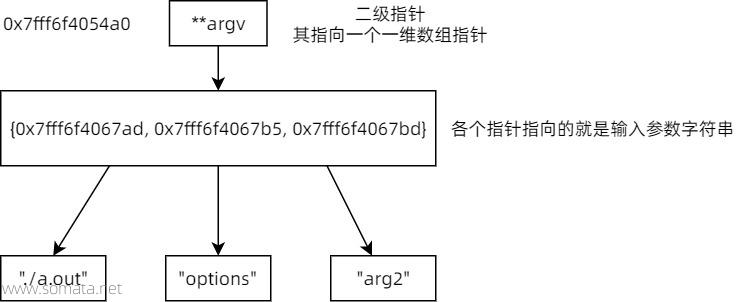 0x7fff6f4054a0
**argv
二级指针
其指向一个一维数组指针
{0x7fff6f4067ad, 0x7fff6f4067b5, 0x7fff6f4067bd}
各个指针指向的就是输入参数字符串
"./a.out"
"options"
"arg2"
www.somata.net